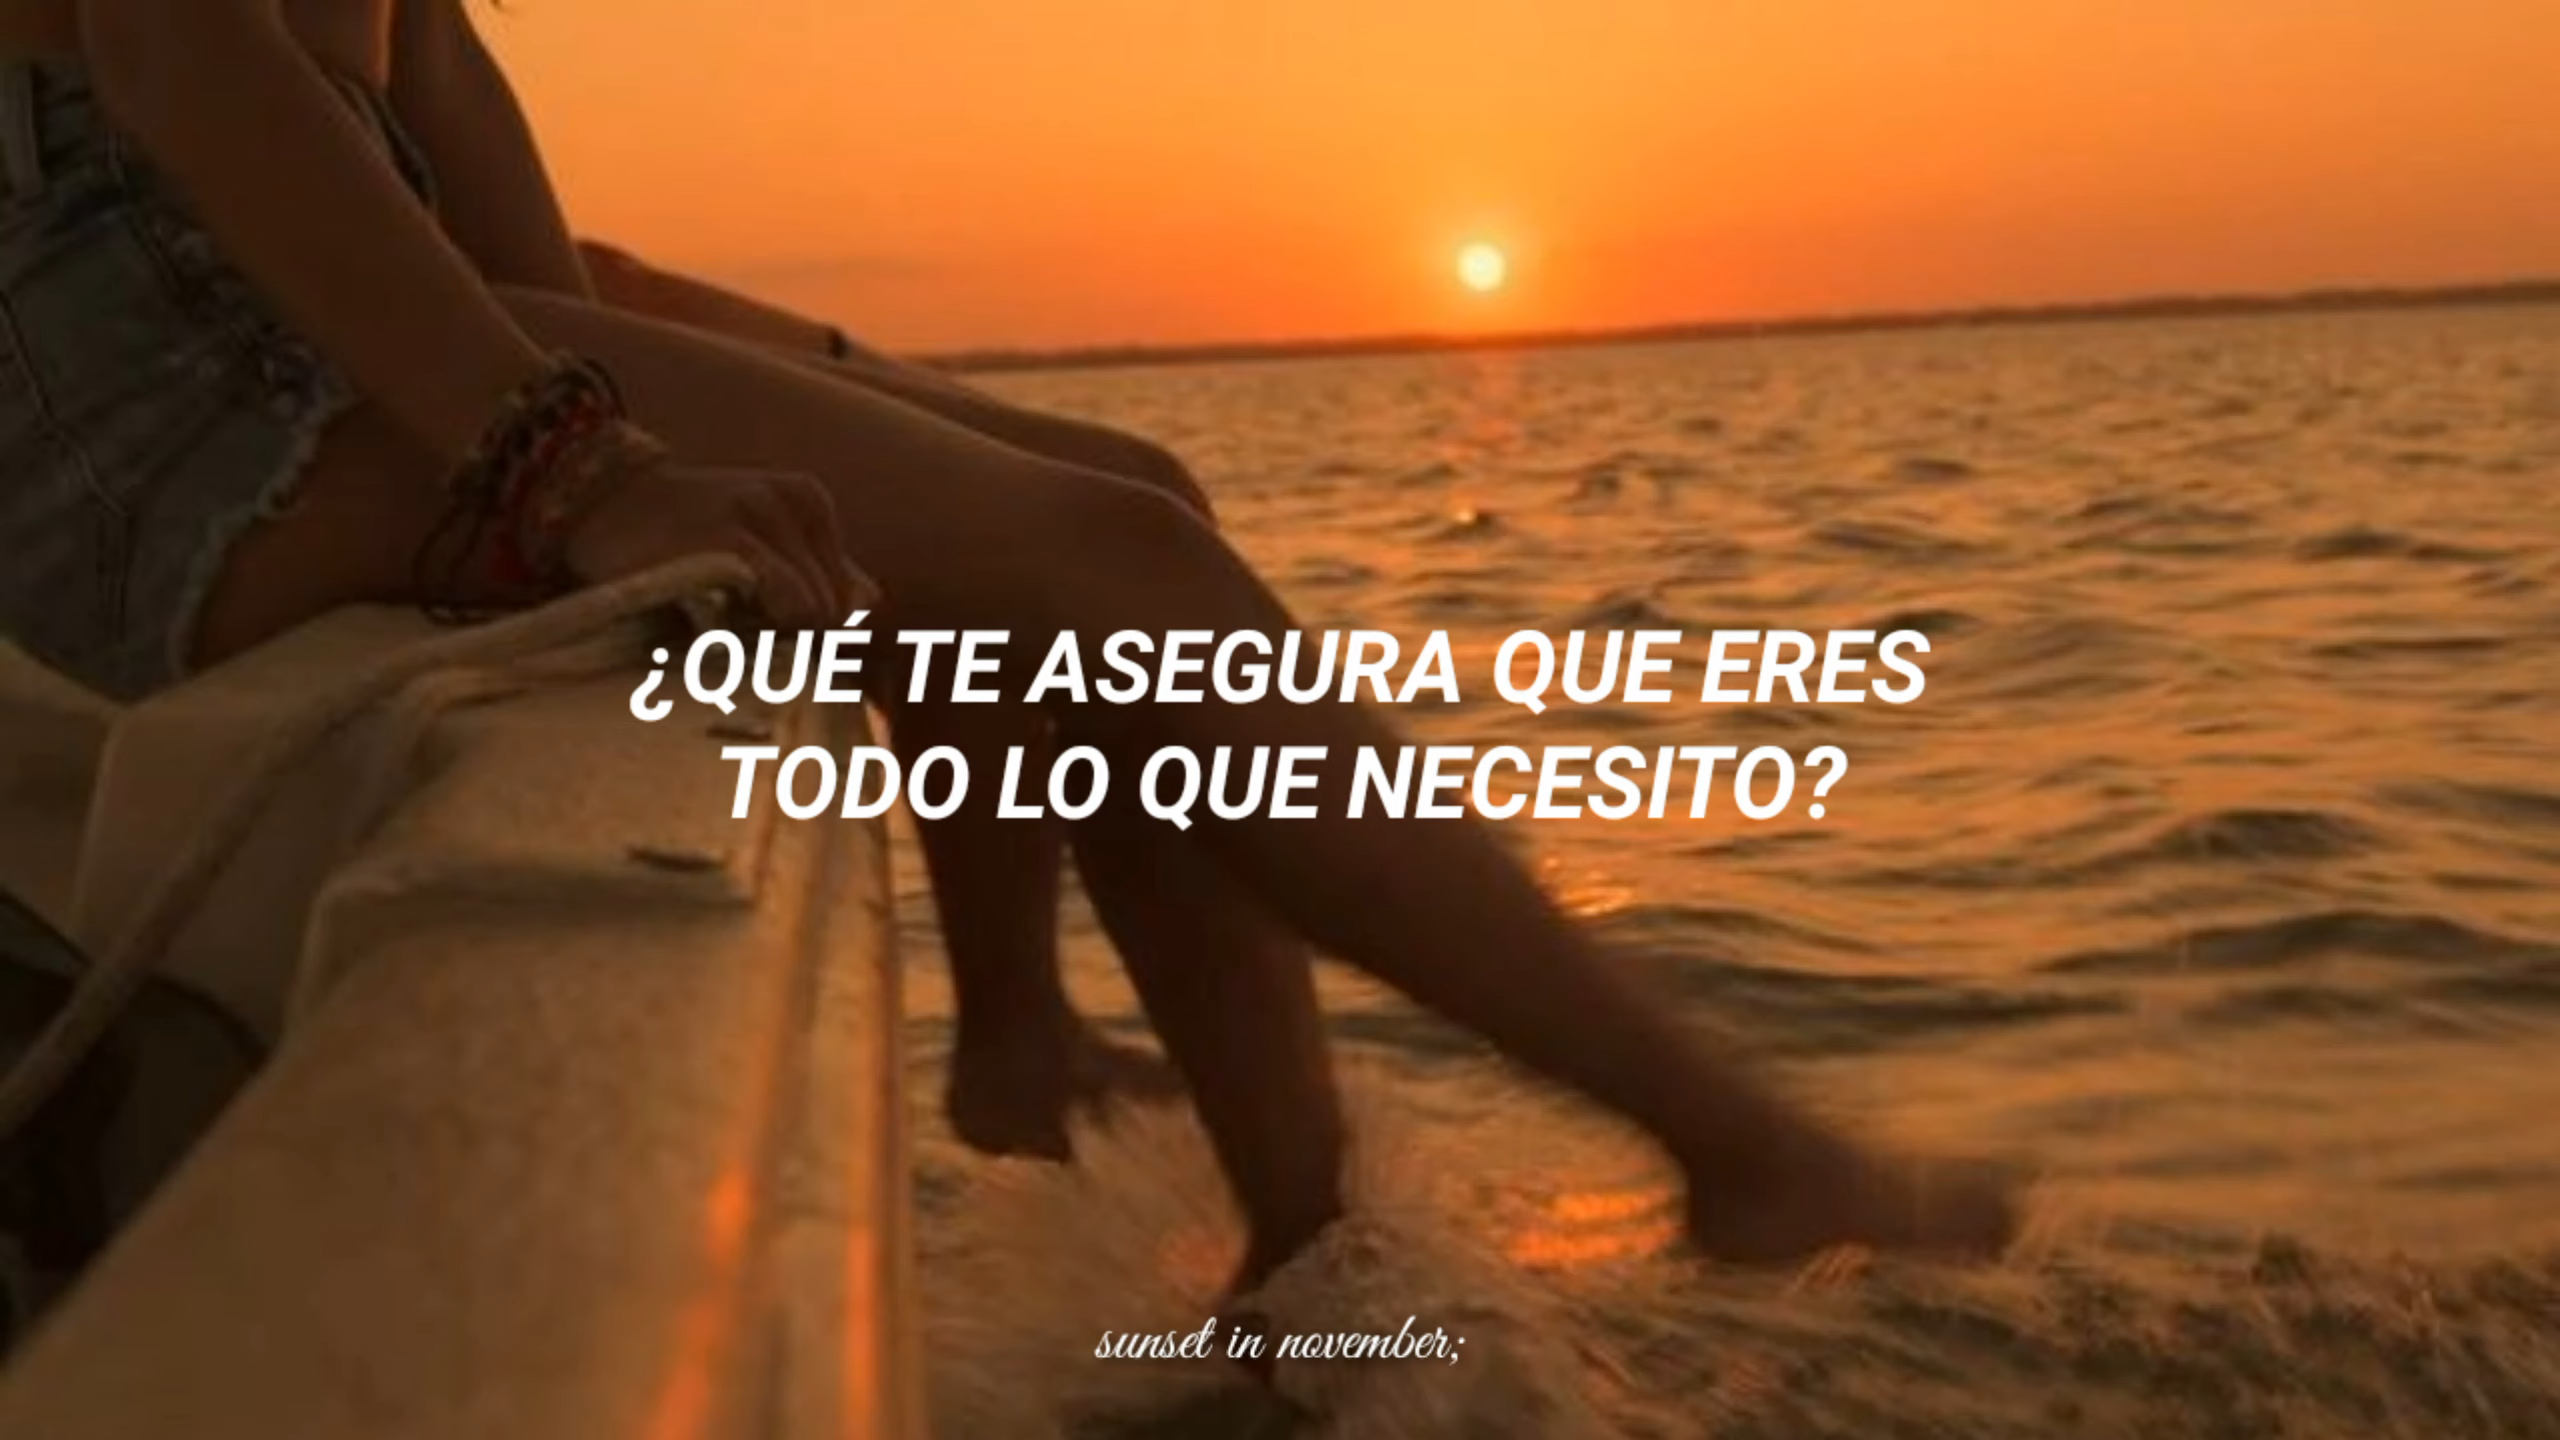 ¿QUÉ TE ASEGURA QUE ERES
TODO LO QUE NECESITO?
sunset in november;